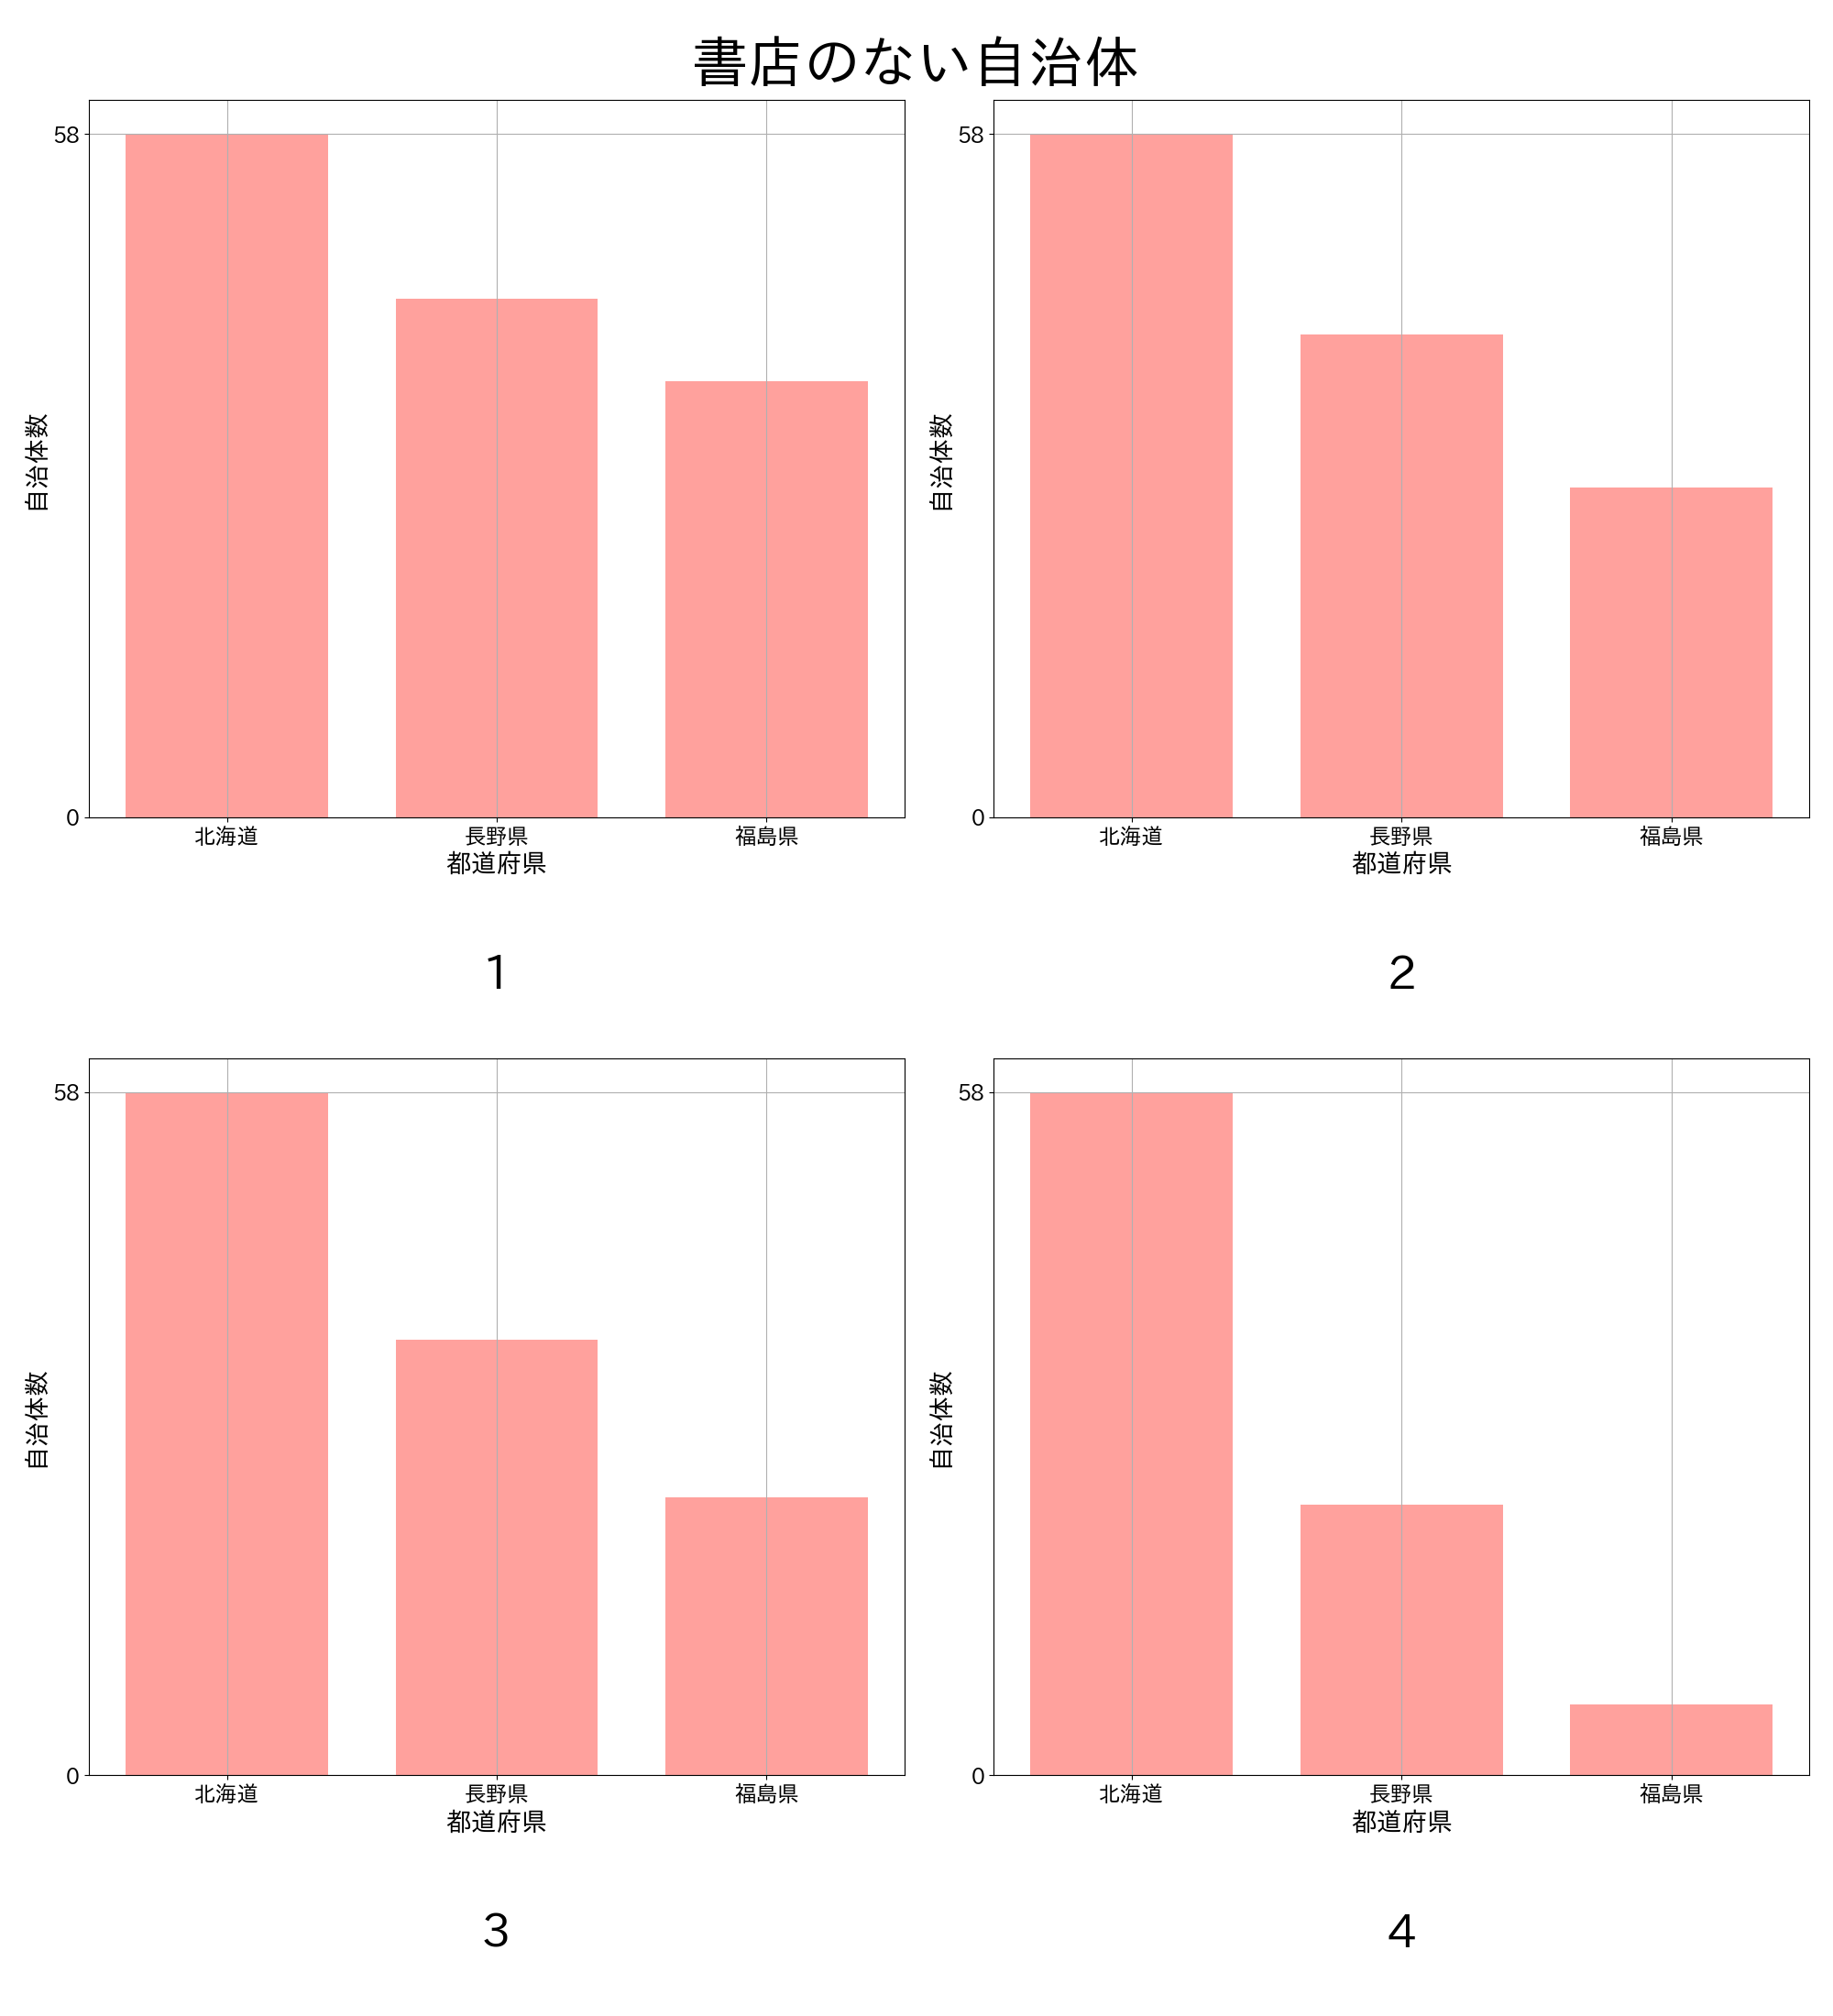 書店のない自治体
58
0
自治体数
北海道 長野県 福島県
都道府県
1
58
0
自治体数
北海道 長野県 福島県
都道府県
2
58
0
自治体数
北海道 長野県 福島県
都道府県
3
58
0
自治体数
北海道 長野県 福島県
都道府県
4